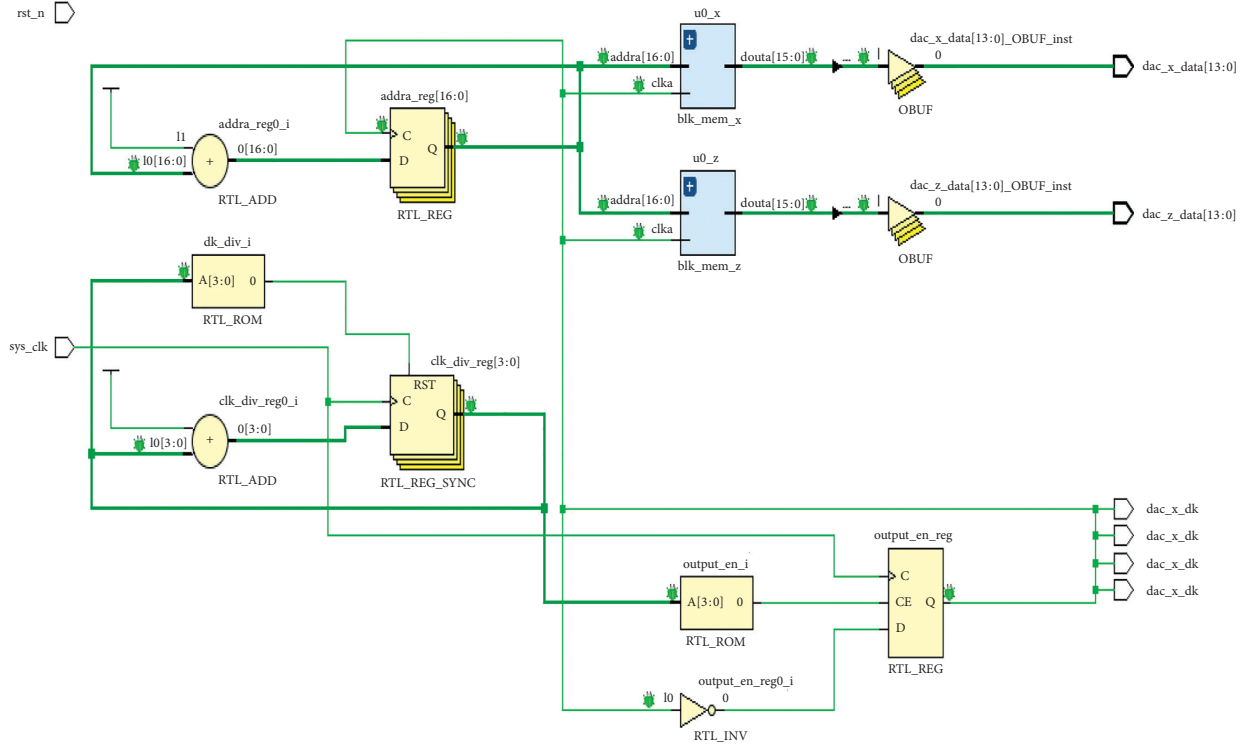 rst_n
u0_x
addra[16:0]
douta[15:0]
clka
blk_mem_x
dac_x_data[13:0]_OBUF_inst
I
0
OBUF
dac_x_data[13:0]
addra_reg0_i
l1
l0[16:0]
+
0[16:0]
RTL_ADD
addra_reg[16:0]
C
D
Q
RTL_REG
u0_z
addra[16:0]
douta[15:0]
clka
blk_mem_z
dac_z_data[13:0]_OBUF_inst
I
0
OBUF
dac_z_data[13:0]
dk_div_i
A[3:0]
0
RTL_ROM
sys_clk
clk_div_reg[3:0]
RST
C
D
Q
RTL_REG_SYNC
clk_div_reg0_i
l0[3:0]
+
0[3:0]
RTL_ADD
output_en_i
A[3:0]
0
RTL_ROM
output_en_reg
C
CE
D
Q
RTL_REG
output_en_reg0_i
l0
0
RTL_INV
dac_x_dk
dac_x_dk
dac_x_dk
dac_x_dk